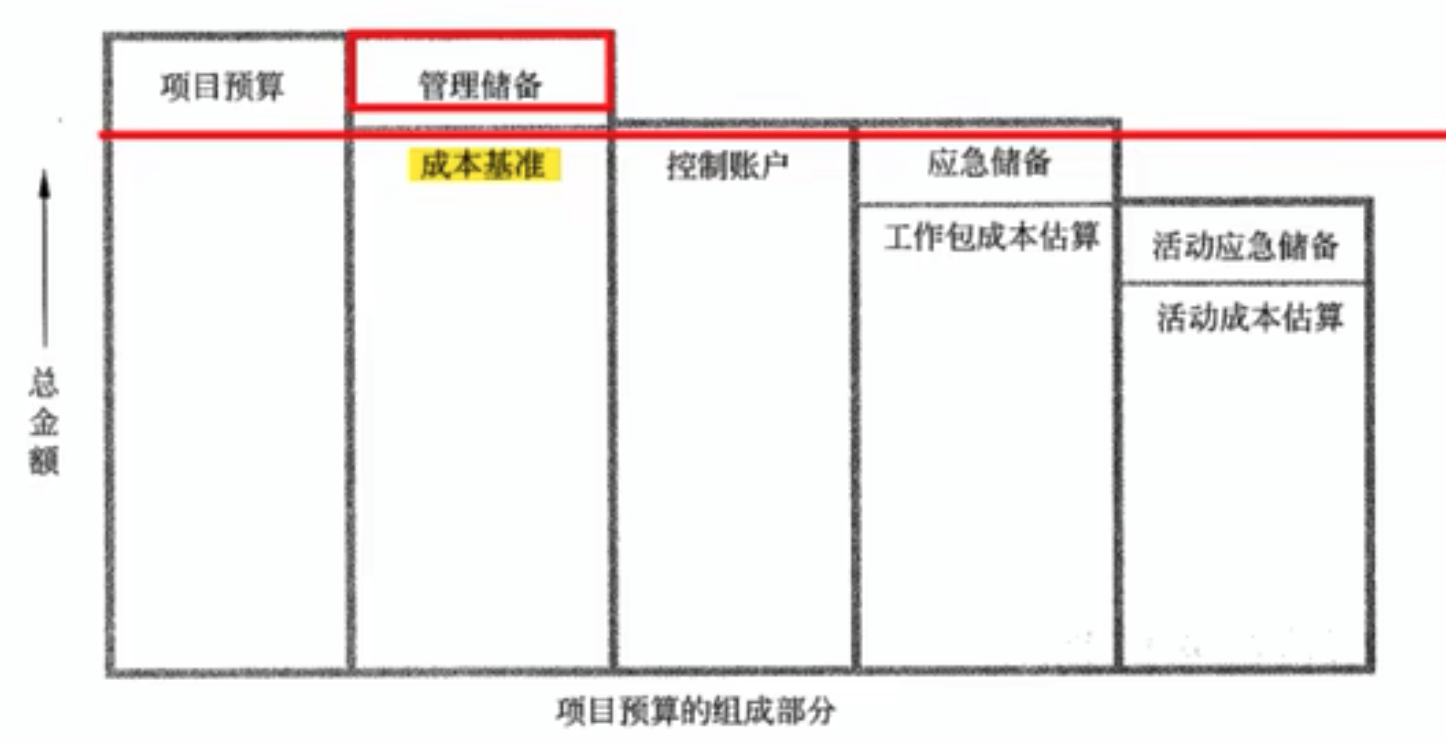 项目预算
管理储备
成本基准
控制账户
应急储备
工作包成本估算
活动应急储备
活动成本估算
总金额
项目预算的组成部分